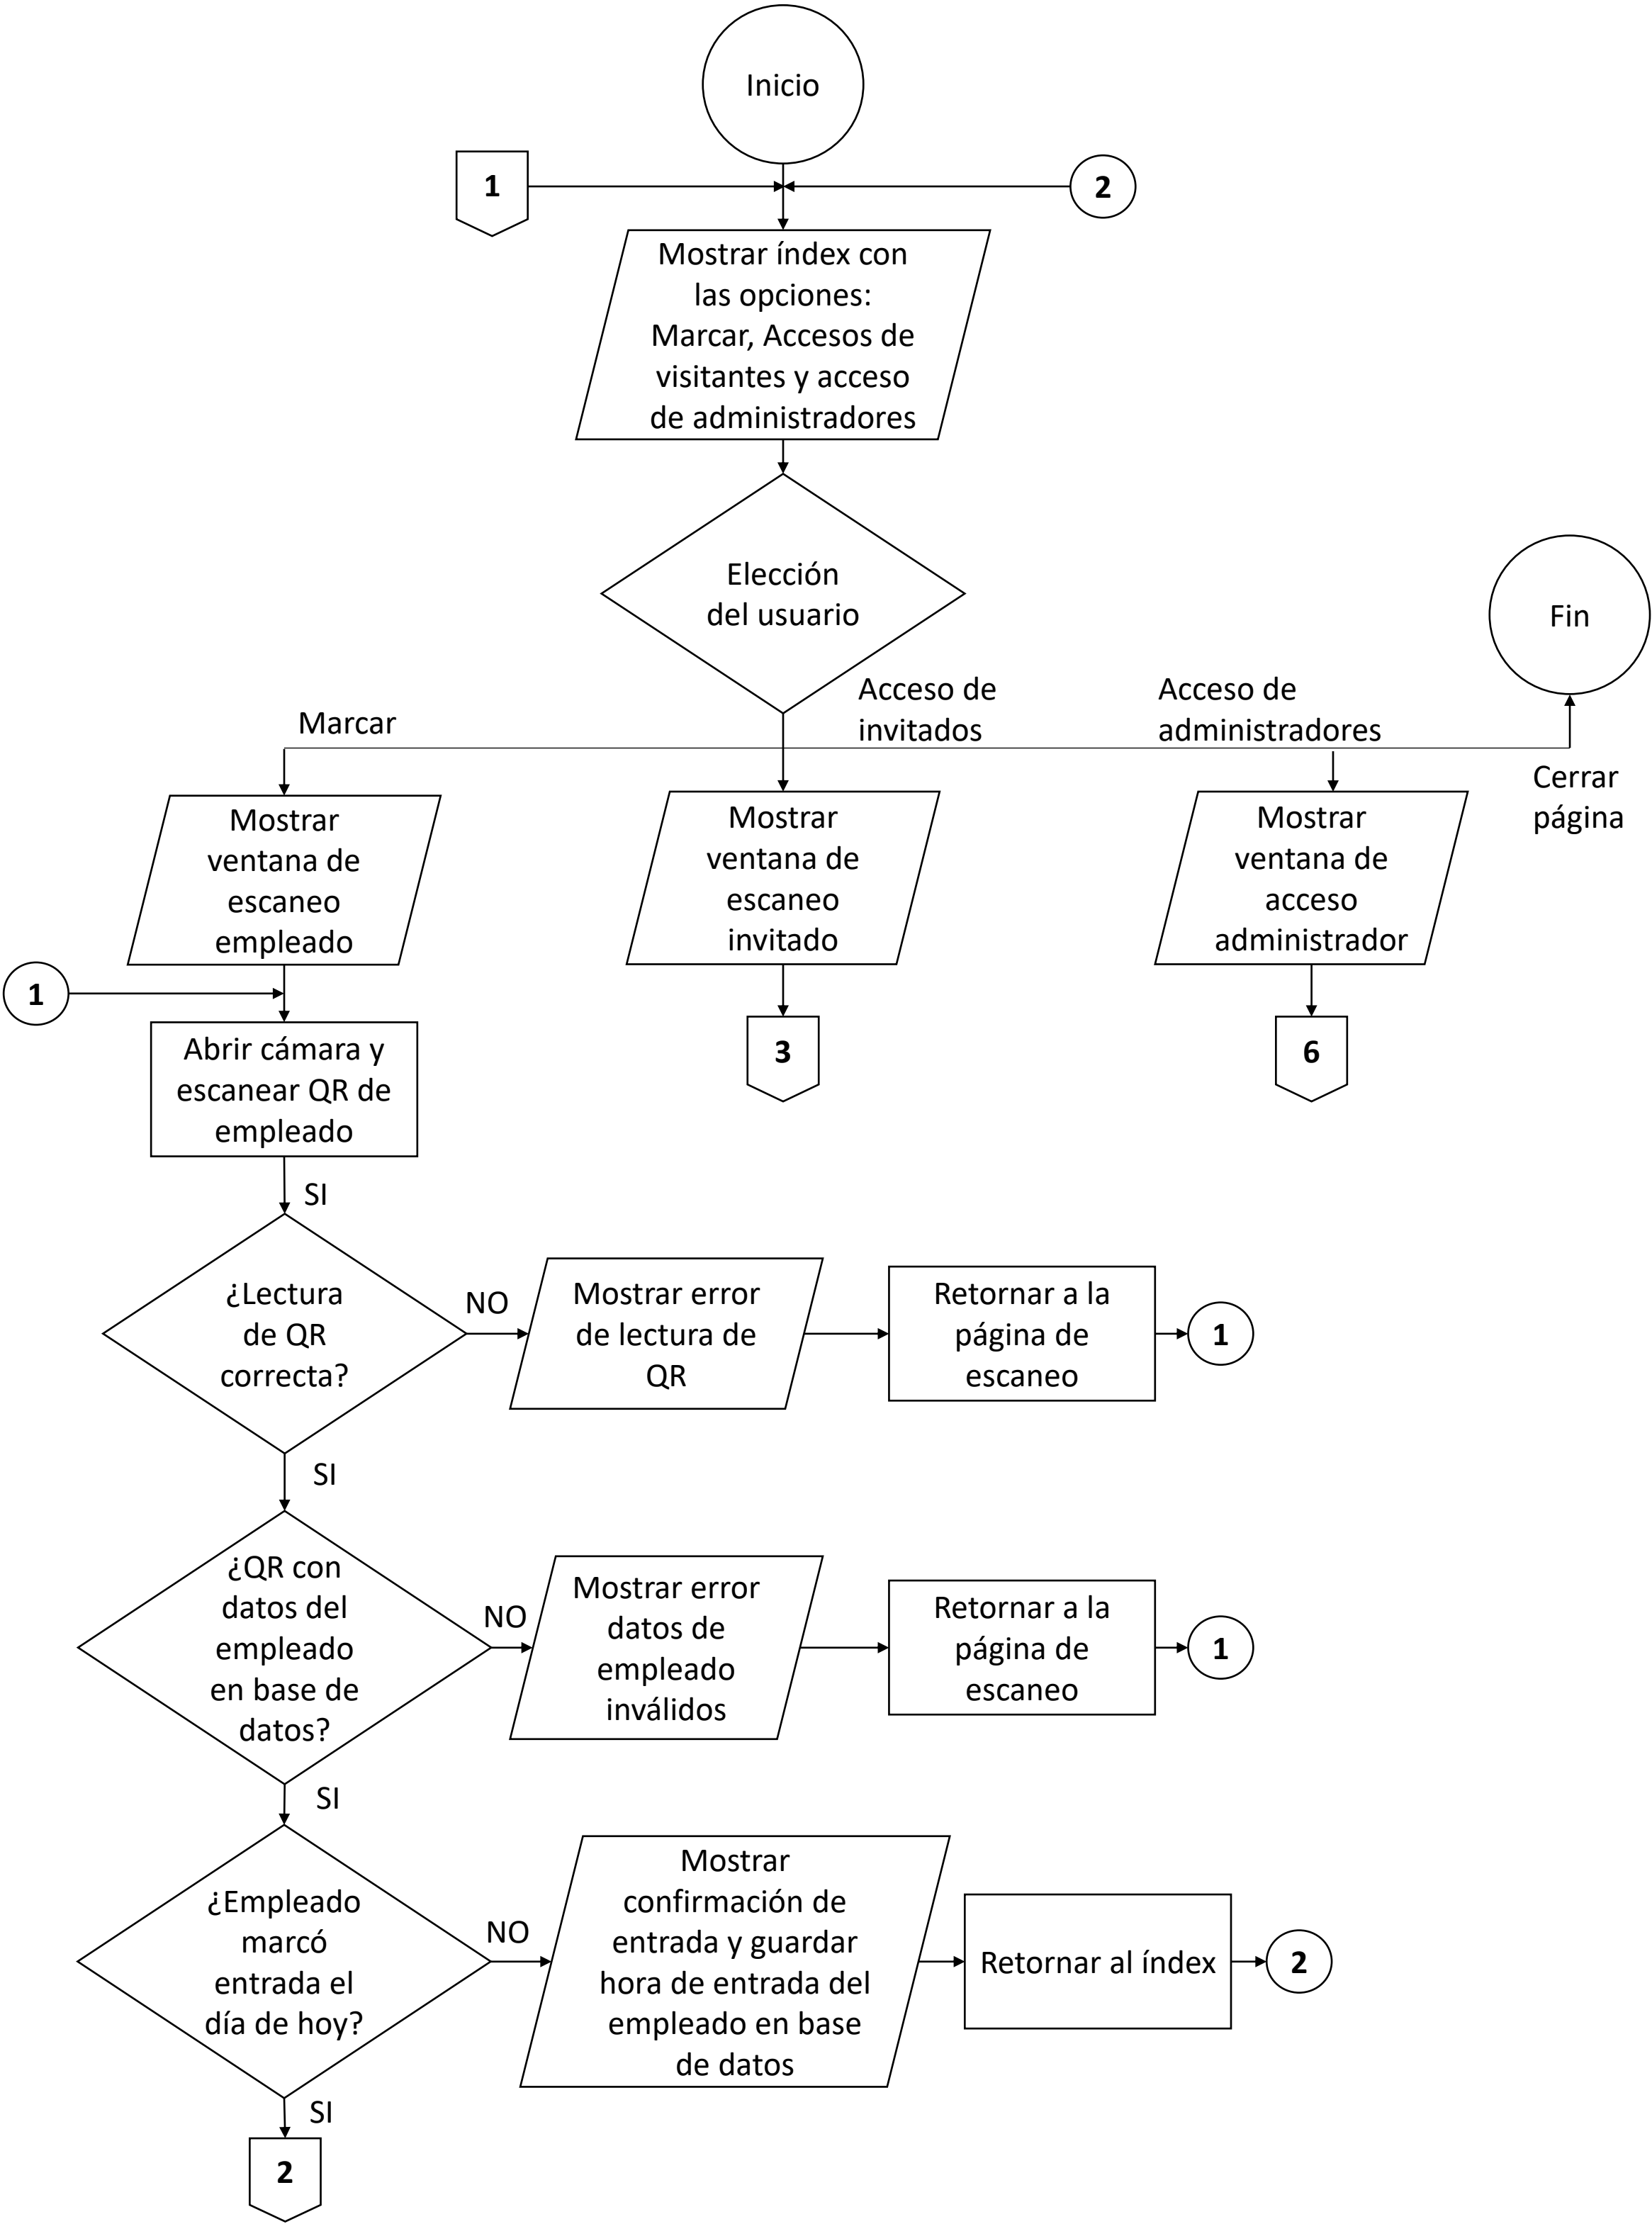 Inicio
1
2
Mostrar índex con
las opciones:
Marcar, Accesos de
visitantes y acceso
de administradores
Elección
del usuario
Fin
Marcar
Acceso de
invitados
Acceso de
administradores
Cerrar
página
Mostrar
ventana de
escaneo
empleado
Mostrar
ventana de
escaneo
invitado
Mostrar
ventana de
acceso
administrador
1
3
6
Abrir cámara y
escanear QR de
empleado
SI
¿Lectura
de QR
correcta?
NO
Mostrar error
de lectura de
QR
Retornar a la
página de
escaneo
1
SI
¿QR con
datos del
empleado
en base de
datos?
NO
Mostrar error
datos de
empleado
inválidos
Retornar a la
página de
escaneo
1
SI
¿Empleado
marcó
entrada el
día de hoy?
NO
Mostrar
confirmación de
entrada y guardar
hora de entrada del
empleado en base
de datos
Retornar al índex
2
SI
2